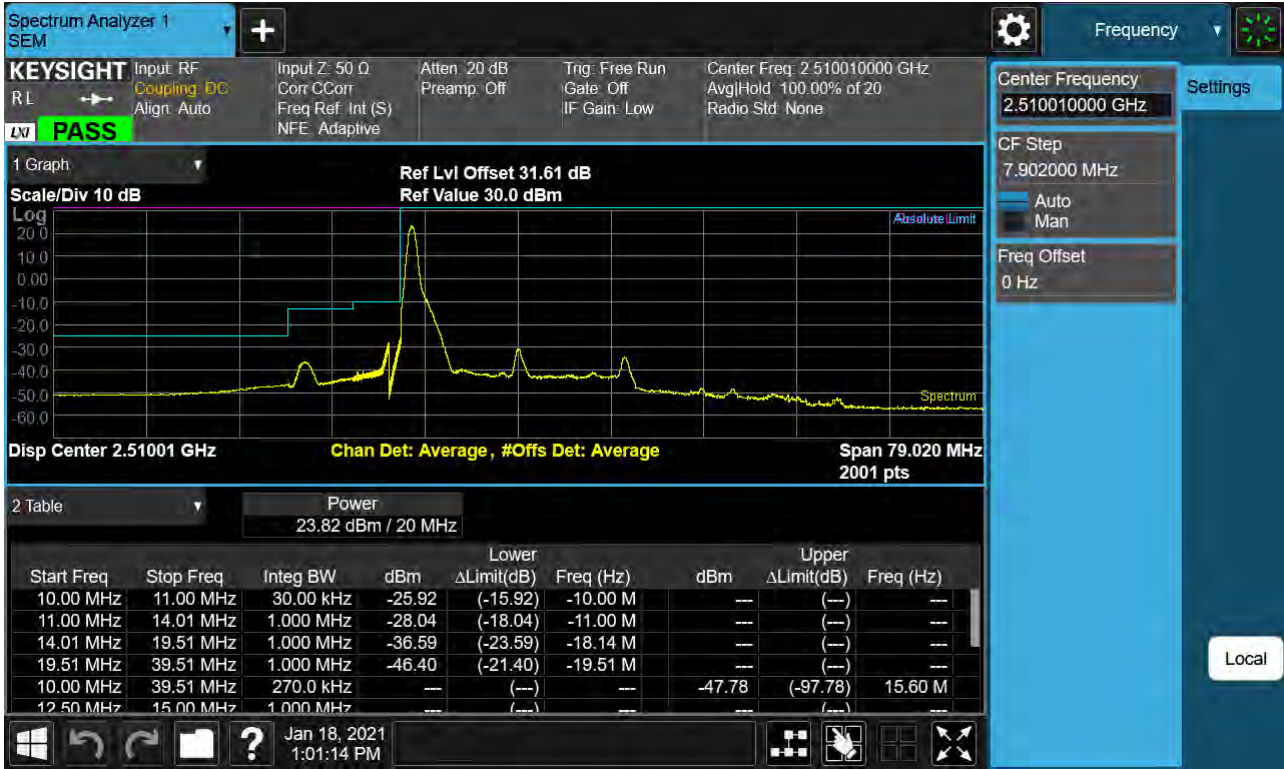 Spectrum Analyzer 1
SEM
Frequency
KEYSIGHT
Input: RF
Coupling: DC
Align: Auto
Input Z: 50 Ω
Corr CCorr
Freq Ref: Int (S)
NFE: Adaptive
Atten: 20 dB
Preamp: Off
Trig: Free Run
Gate: Off
IF Gain: Low
Center Freq: 2.510010000 GHz
Avg|Hold: 100.00% of 20
Radio Std: None
R L
LXI PASS
Center Frequency
2.510010000 GHz
Settings
CF Step
7.902000 MHz
Auto
Man
Freq Offset
0 Hz
Local
1 Graph
Scale/Div 10 dB
Ref Lvl Offset 31.61 dB
Ref Value 30.0 dBm
Log
20.0
10.0
0.00
-10.0
-20.0
-30.0
-40.0
-50.0
-60.0
Absolute Limit
Spectrum
Disp Center 2.51001 GHz
Chan Det: Average, #Offs Det: Average
Span 79.020 MHz
2001 pts
2 Table
Power
23.82 dBm / 20 MHz
Lower Upper
Start Freq Stop Freq Integ BW dBm ΔLimit(dB) Freq (Hz) dBm ΔLimit(dB) Freq (Hz)
10.00 MHz 11.00 MHz 30.00 kHz -25.92 (-15.92) -10.00 M --- (---) ---
11.00 MHz 14.01 MHz 1.000 MHz -28.04 (-18.04) -11.00 M --- (---) ---
14.01 MHz 19.51 MHz 1.000 MHz -36.59 (-23.59) -18.14 M --- (---) ---
19.51 MHz 39.51 MHz 1.000 MHz -46.40 (-21.40) -19.51 M --- (---) ---
10.00 MHz 39.51 MHz 270.0 kHz --- (---) --- -47.78 (-97.78) 15.60 M
12.50 MHz 15.00 MHz 1.000 MHz --- (---) --- --- (---) ---
?
Jan 18, 2021
1:01:14 PM